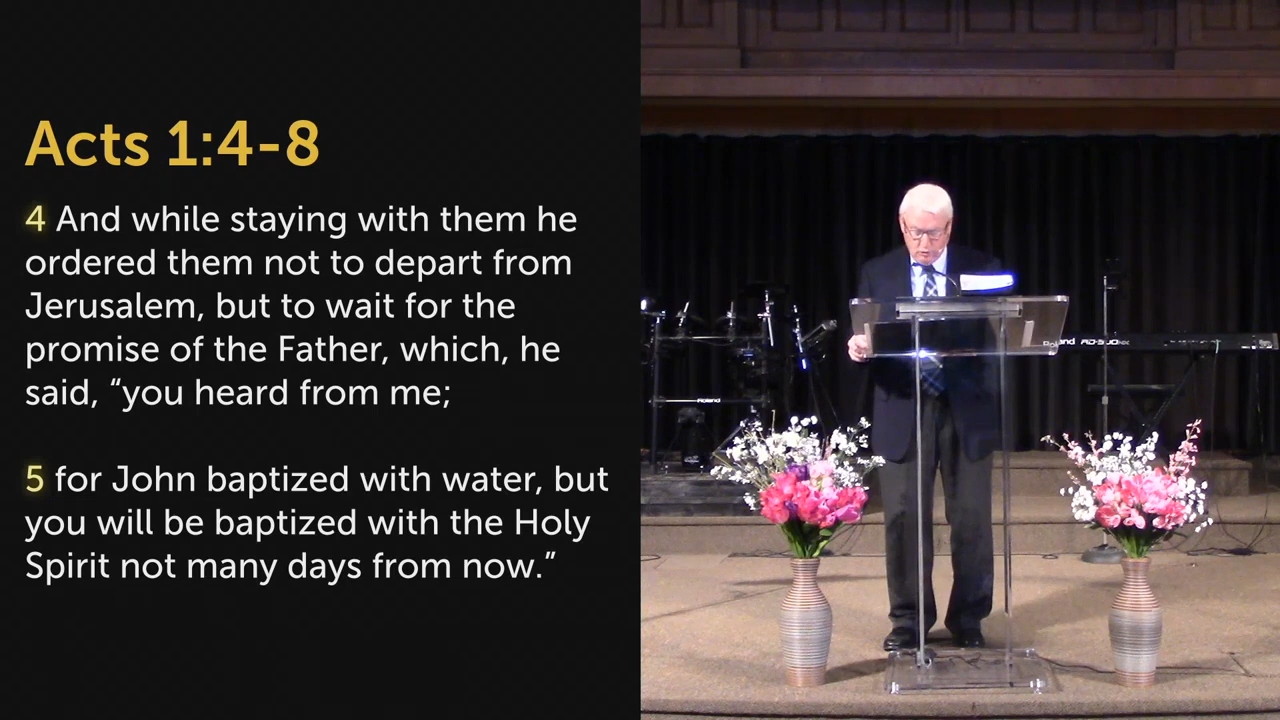 Acts 1:4-8
4 And while staying with them he
ordered them not to depart from
Jerusalem, but to wait for the
promise of the Father, which, he
said, “you heard from me;
5 for John baptized with water, but
you will be baptized with the Holy
Spirit not many days from now.”
Roland
Roland